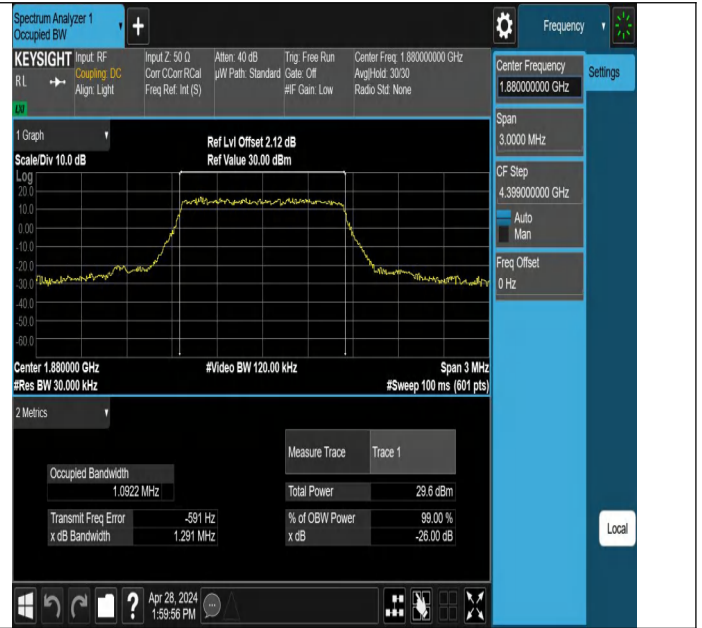 Spectrum Analyzer 1
Occupied BW
+
Frequency
KEYSIGHT
RL
Input: RF
Coupling: DC
Align: Light
Input Z: 50 Ω
Corr CCorr RCal
Freq Ref: Int (S)
Atten: 40 dB
µW Path: Standard
Trig: Free Run
Gate: Off
#IF Gain: Low
Center Freq: 1.880000000 GHz
Avg|Hold: 30/30
Radio Std: None
Center Frequency
1.880000000 GHz
Settings
Span
3.0000 MHz
CF Step
4.399000000 GHz
Auto
Man
Freq Offset
0 Hz
Local
1 Graph
Scale/Div 10.0 dB
Ref Lvl Offset 2.12 dB
Ref Value 30.00 dBm
Log
20.0
10.0
0.00
-10.0
-20.0
-30.0
-40.0
-50.0
-60.0
Center 1.880000 GHz
#Video BW 120.00 kHz
Span 3 MHz
#Res BW 30.000 kHz
#Sweep 100 ms (601 pts)
2 Metrics
Measure Trace
Trace 1
Occupied Bandwidth
1.0922 MHz
Total Power
29.6 dBm
Transmit Freq Error
-591 Hz
% of OBW Power
99.00 %
x dB Bandwidth
1.291 MHz
x dB
-26.00 dB
?
Apr 28, 2024
1:59:56 PM